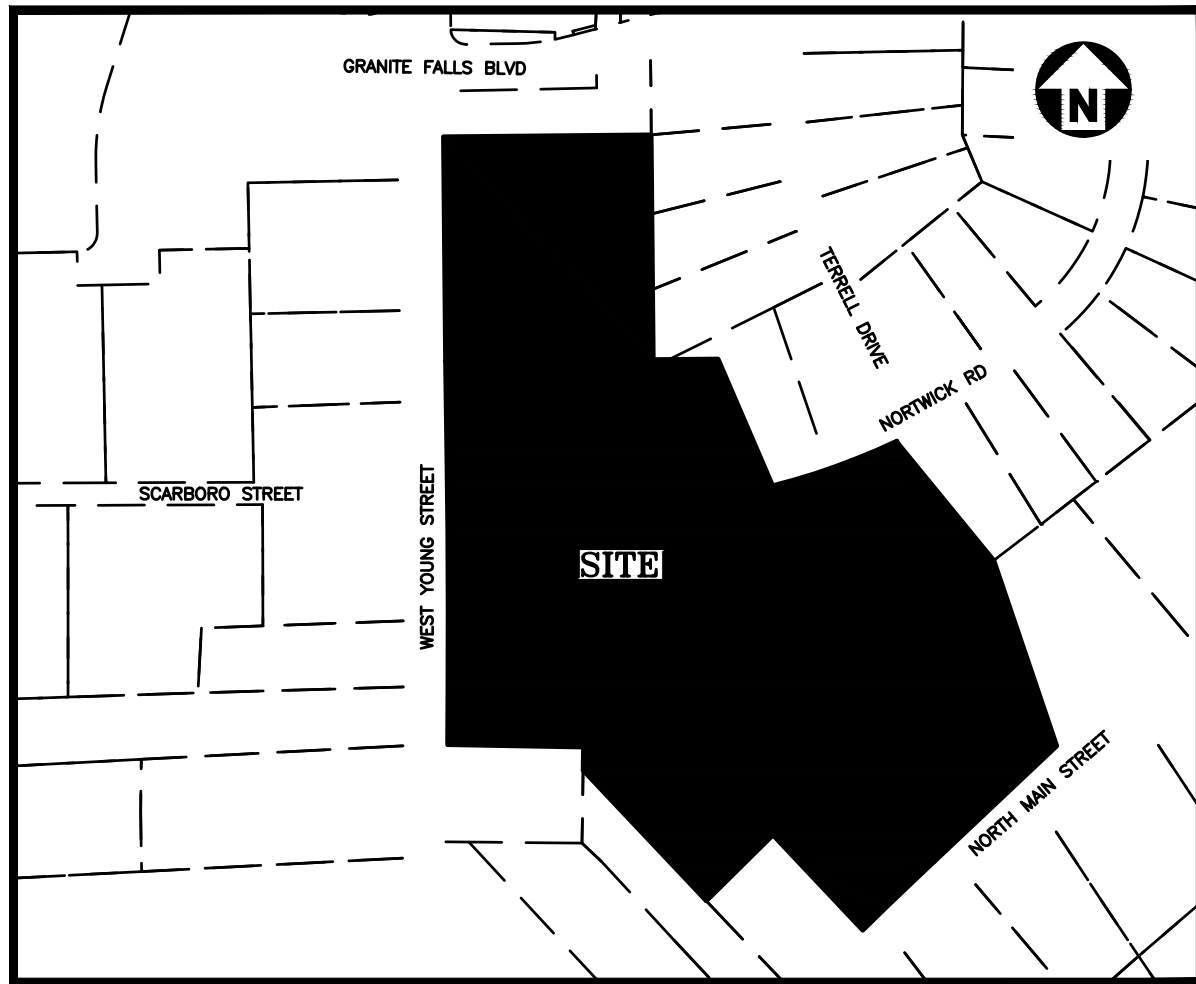 GRANITE FALLS BLVD
N
TERRELL DRIVE
NORTWICK RD
SCARBORO STREET
WEST YOUNG STREET
SITE
NORTH MAIN STREET